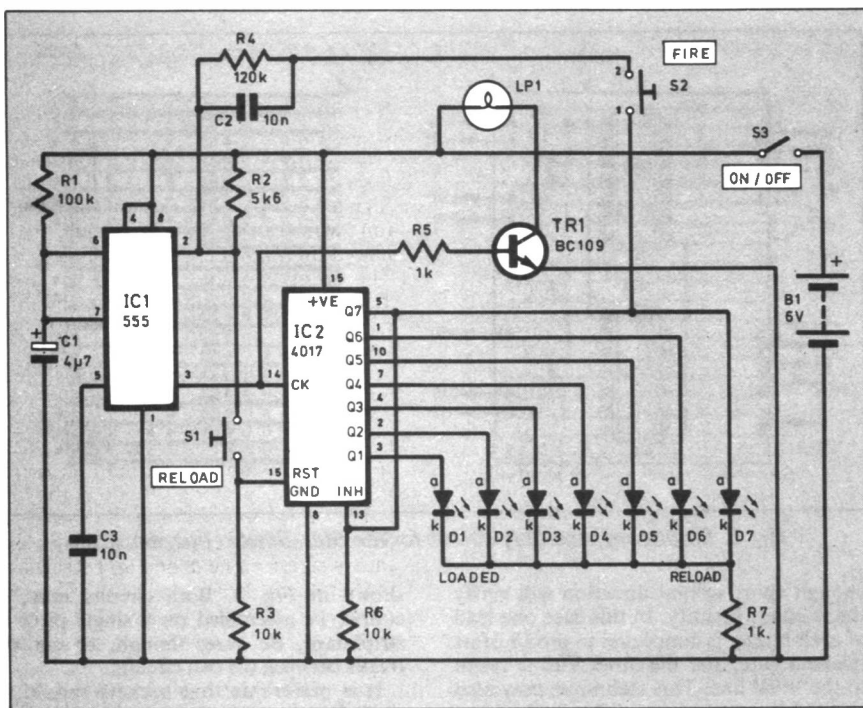 R4
120k
C2
10n
LP1
FIRE
2
S2
1
S3
ON / OFF
R1
100k
R2
5k6
4
8
6
2
IC1
555
7
+
C1
4µ7
5
3
1
R5
1k
TR1
BC109
+
B1
6V
15
+VE
IC2
4017
14
CK
Q7
5
Q6
1
Q5
10
Q4
7
Q3
4
Q2
2
Q1
3
S1
RELOAD
15
RST
GND
INH
8
13
a
a
a
a
a
a
a
k
k
k
k
k
k
k
D1
D2
D3
D4
D5
D6
D7
LOADED
RELOAD
C3
10n
R3
10k
R6
10k
R7
1k.